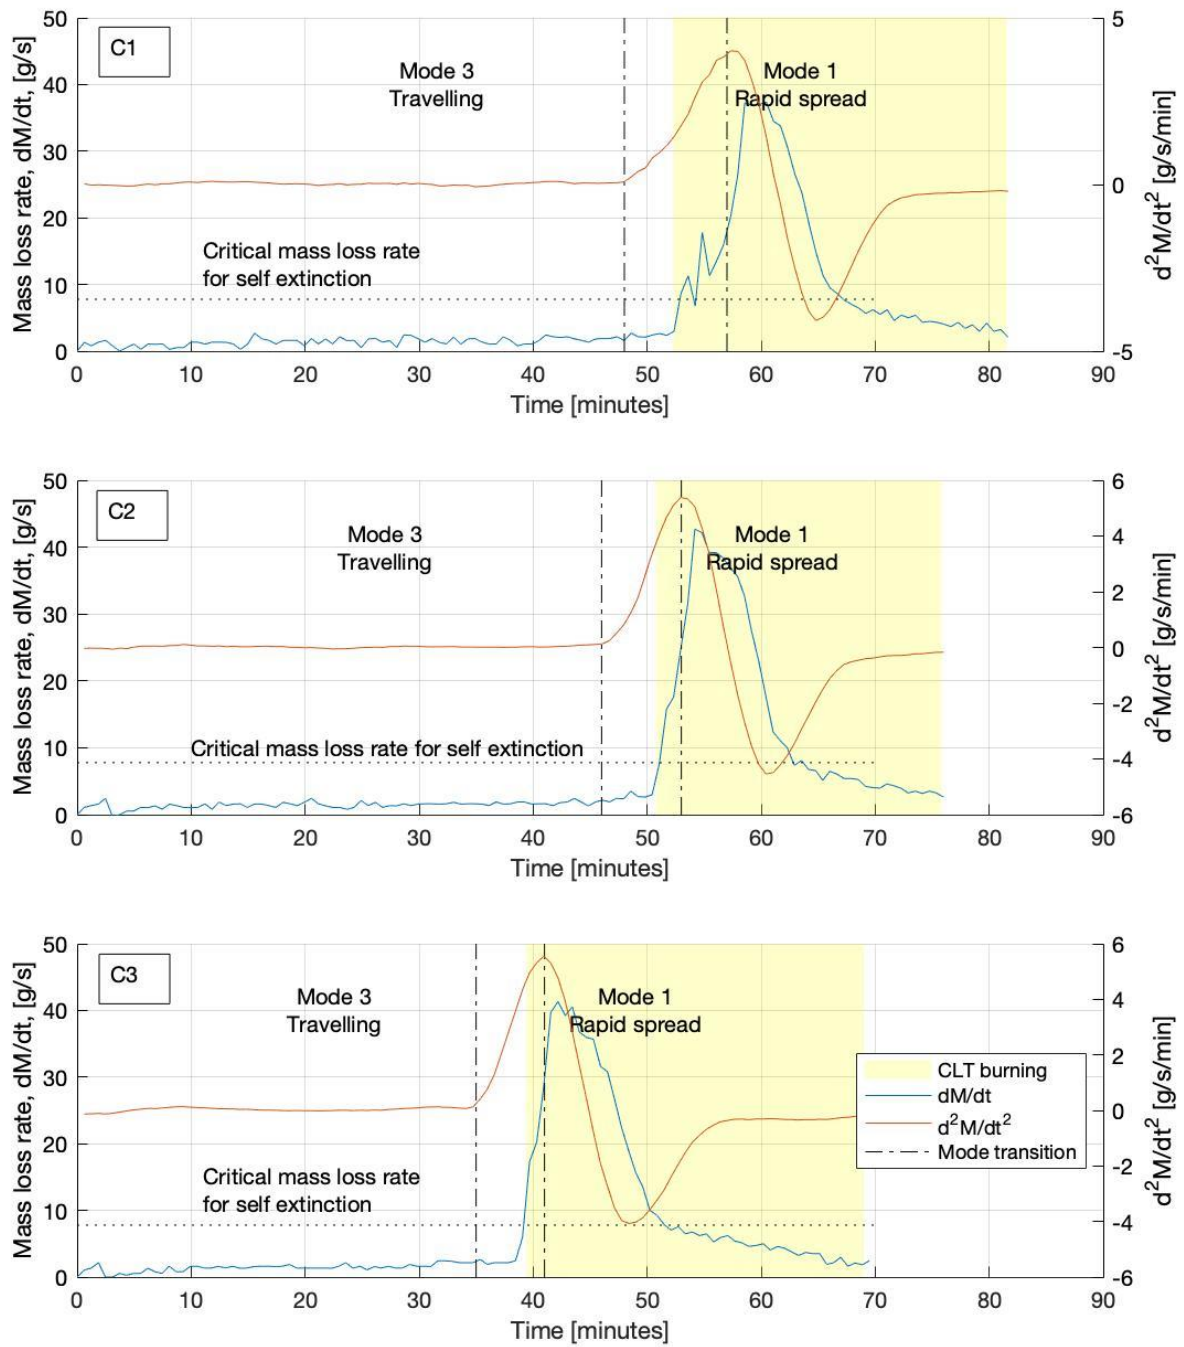 C1
Mode 3
Travelling
Mode 1
Rapid spread
Critical mass loss rate
for self extinction
Mass loss rate, dM/dt, [g/s]
50
40
30
20
10
0
5
0
-5
d²M/dt² [g/s/min]
0 10 20 30 40 50 60 70 80 90
Time [minutes]
C2
Mode 3
Travelling
Mode 1
Rapid spread
Critical mass loss rate for self extinction
Mass loss rate, dM/dt, [g/s]
50
40
30
20
10
0
6
4
2
0
-2
-4
-6
d²M/dt² [g/s/min]
0 10 20 30 40 50 60 70 80 90
Time [minutes]
C3
Mode 3
Travelling
Mode 1
Rapid spread
Critical mass loss rate
for self extinction
CLT burning
dM/dt
d²M/dt²
Mode transition
Mass loss rate, dM/dt, [g/s]
50
40
30
20
10
0
6
4
2
0
-2
-4
-6
d²M/dt² [g/s/min]
0 10 20 30 40 50 60 70 80 90
Time [minutes]